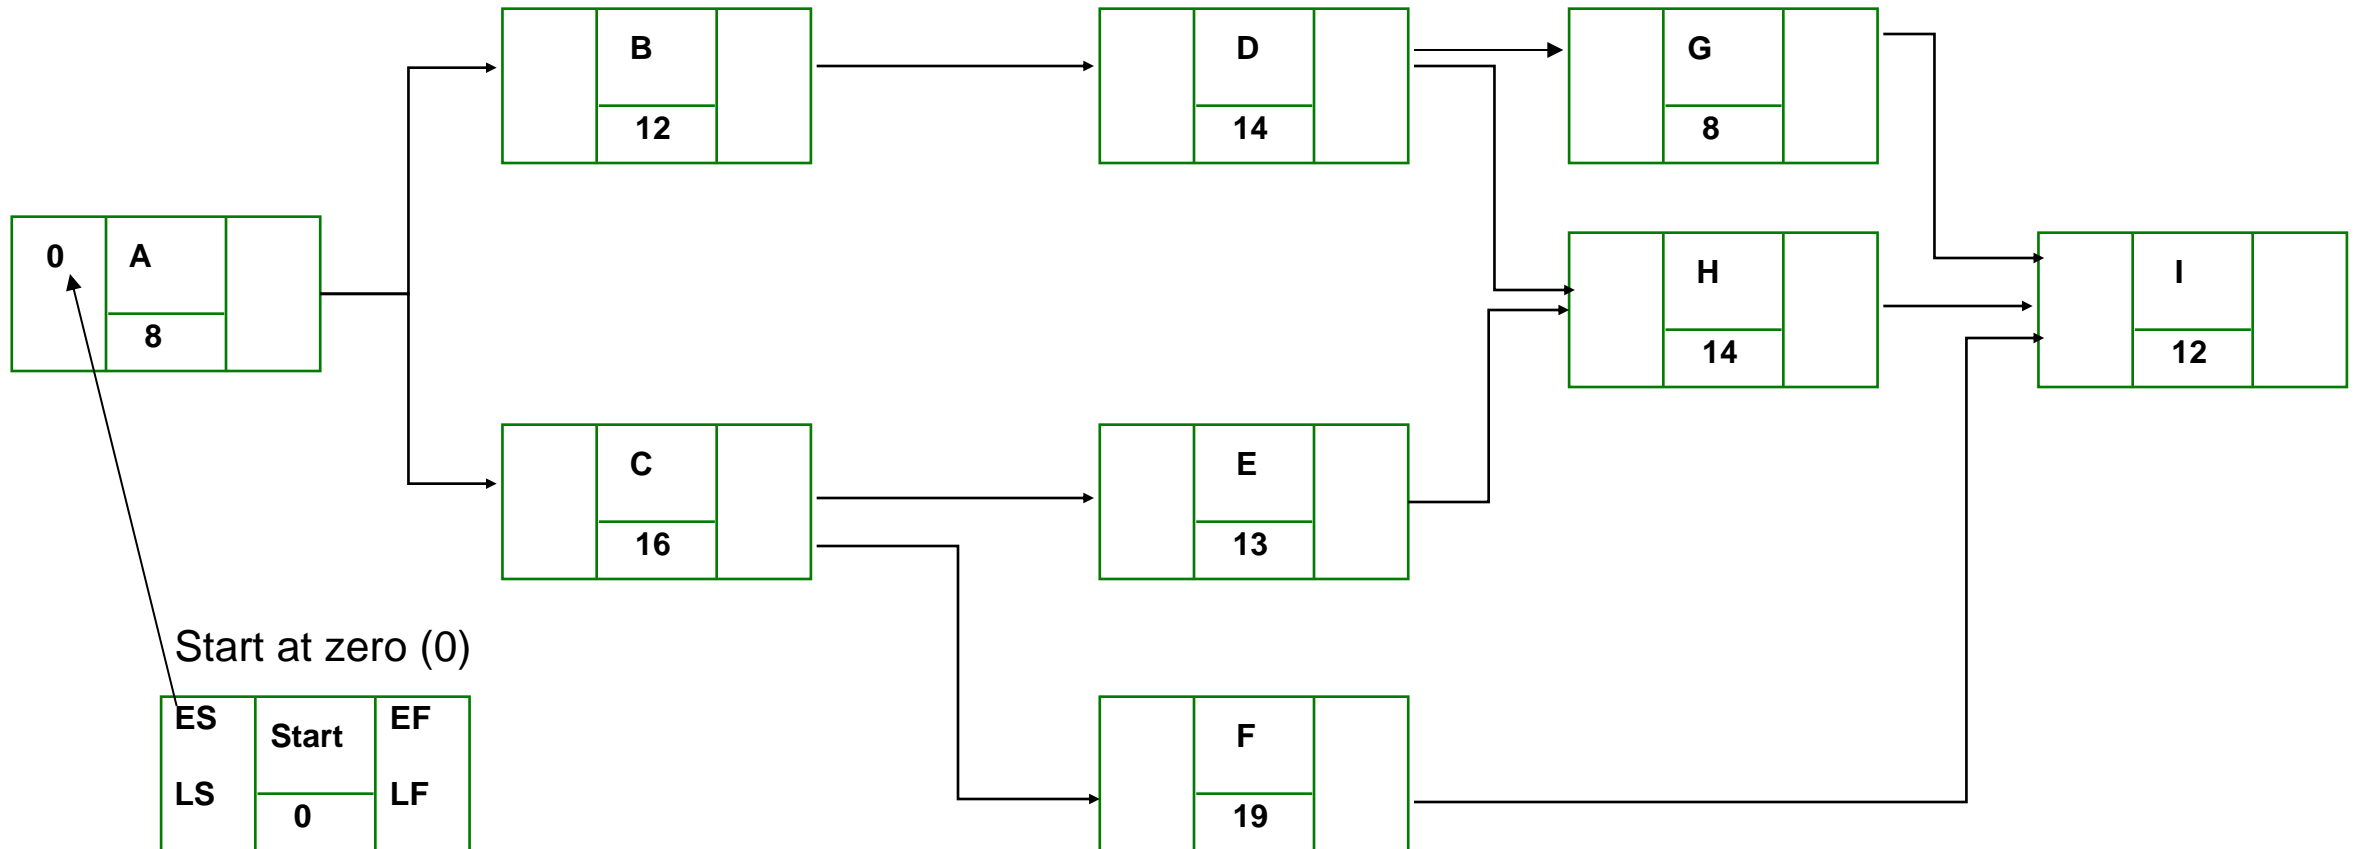 B
12
D
14
G
8
0 A
8
H
14
I
12
C
16
E
13
Start at zero (0)
ES Start EF
LS LF
0
F
19